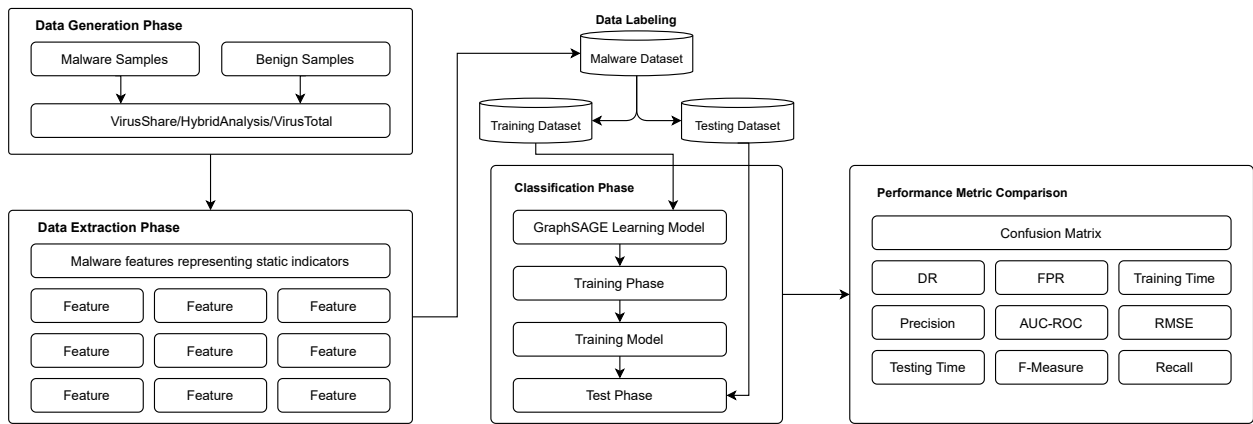 Data Generation Phase
Malware Samples
Benign Samples
VirusShare/HybridAnalysis/VirusTotal
Data Extraction Phase
Malware features representing static indicators
Feature
Feature
Feature
Feature
Feature
Feature
Feature
Feature
Feature
Data Labeling
Malware Dataset
Training Dataset
Testing Dataset
Classification Phase
GraphSAGE Learning Model
Training Phase
Training Model
Test Phase
Performance Metric Comparison
Confusion Matrix
DR
FPR
Training Time
Precision
AUC-ROC
RMSE
Testing Time
F-Measure
Recall